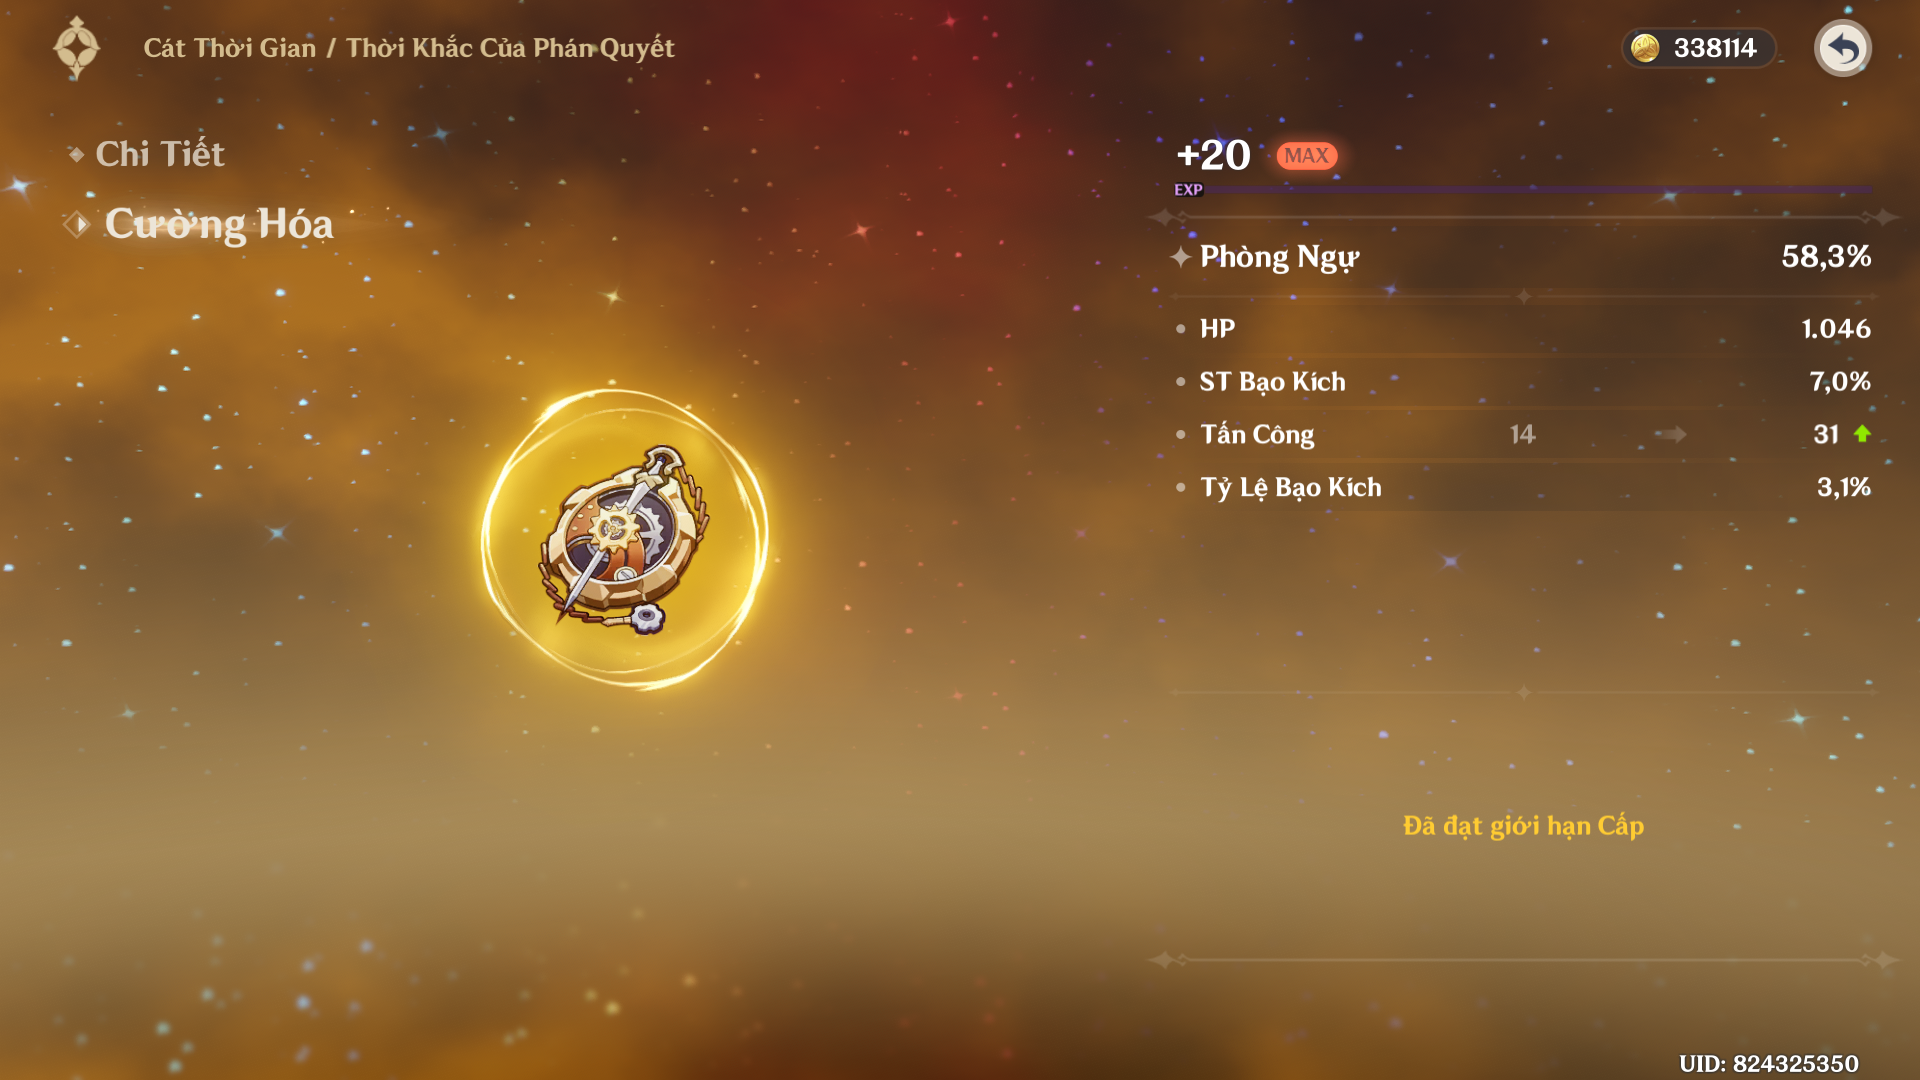 Cát Thời Gian / Thời Khắc Của Phán Quyết
338114
Chi Tiết
Cường Hóa
+20 MAX
EXP
Phòng Ngự 58,3%
HP 1.046
ST Bạo Kích 7,0%
Tấn Công 14 31
Tỷ Lệ Bạo Kích 3,1%
Đã đạt giới hạn Cấp
UID: 824325350